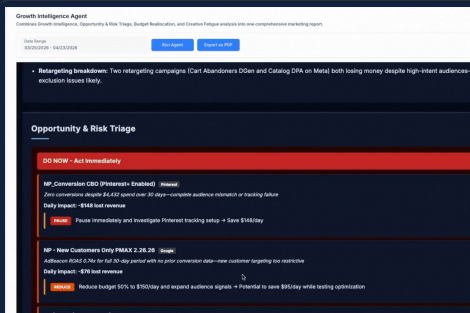 Growth Intelligence Agent
Combines Growth Intelligence, Opportunity & Risk Triage, Budget Reallocation, and Creative Fatigue analysis into one comprehensive marketing report.
Date Range
03/25/2026 - 04/23/2026
Run Agent
Export as PDF
• Retargeting breakdown: Two retargeting campaigns (Cart Abandoners DGen and Catalog DPA on Meta) both losing money despite high-intent audiences-
exclusion issues likely.
Opportunity & Risk Triage
DO NOW - Act Immediately
NP_Conversion CBO (Pinterest+ Enabled) Pinterest
Zero conversions despite $4,432 spend over 30 days—complete audience mismatch or tracking failure
Daily Impact: -$148 lost revenue
PAUSE Pause immediately and investigate Pinterest tracking setup → Save $148/day
NP - New Customers Only PMAX 2.26.26 Google
AdBeacon ROAS 0.74x for full 30-day period with no prior conversion data—new customer targeting too restrictive
Daily Impact: -$76 lost revenue
REDUCE Reduce budget 50% to $150/day and expand audience signals → Potential to save $95/day while testing optimization